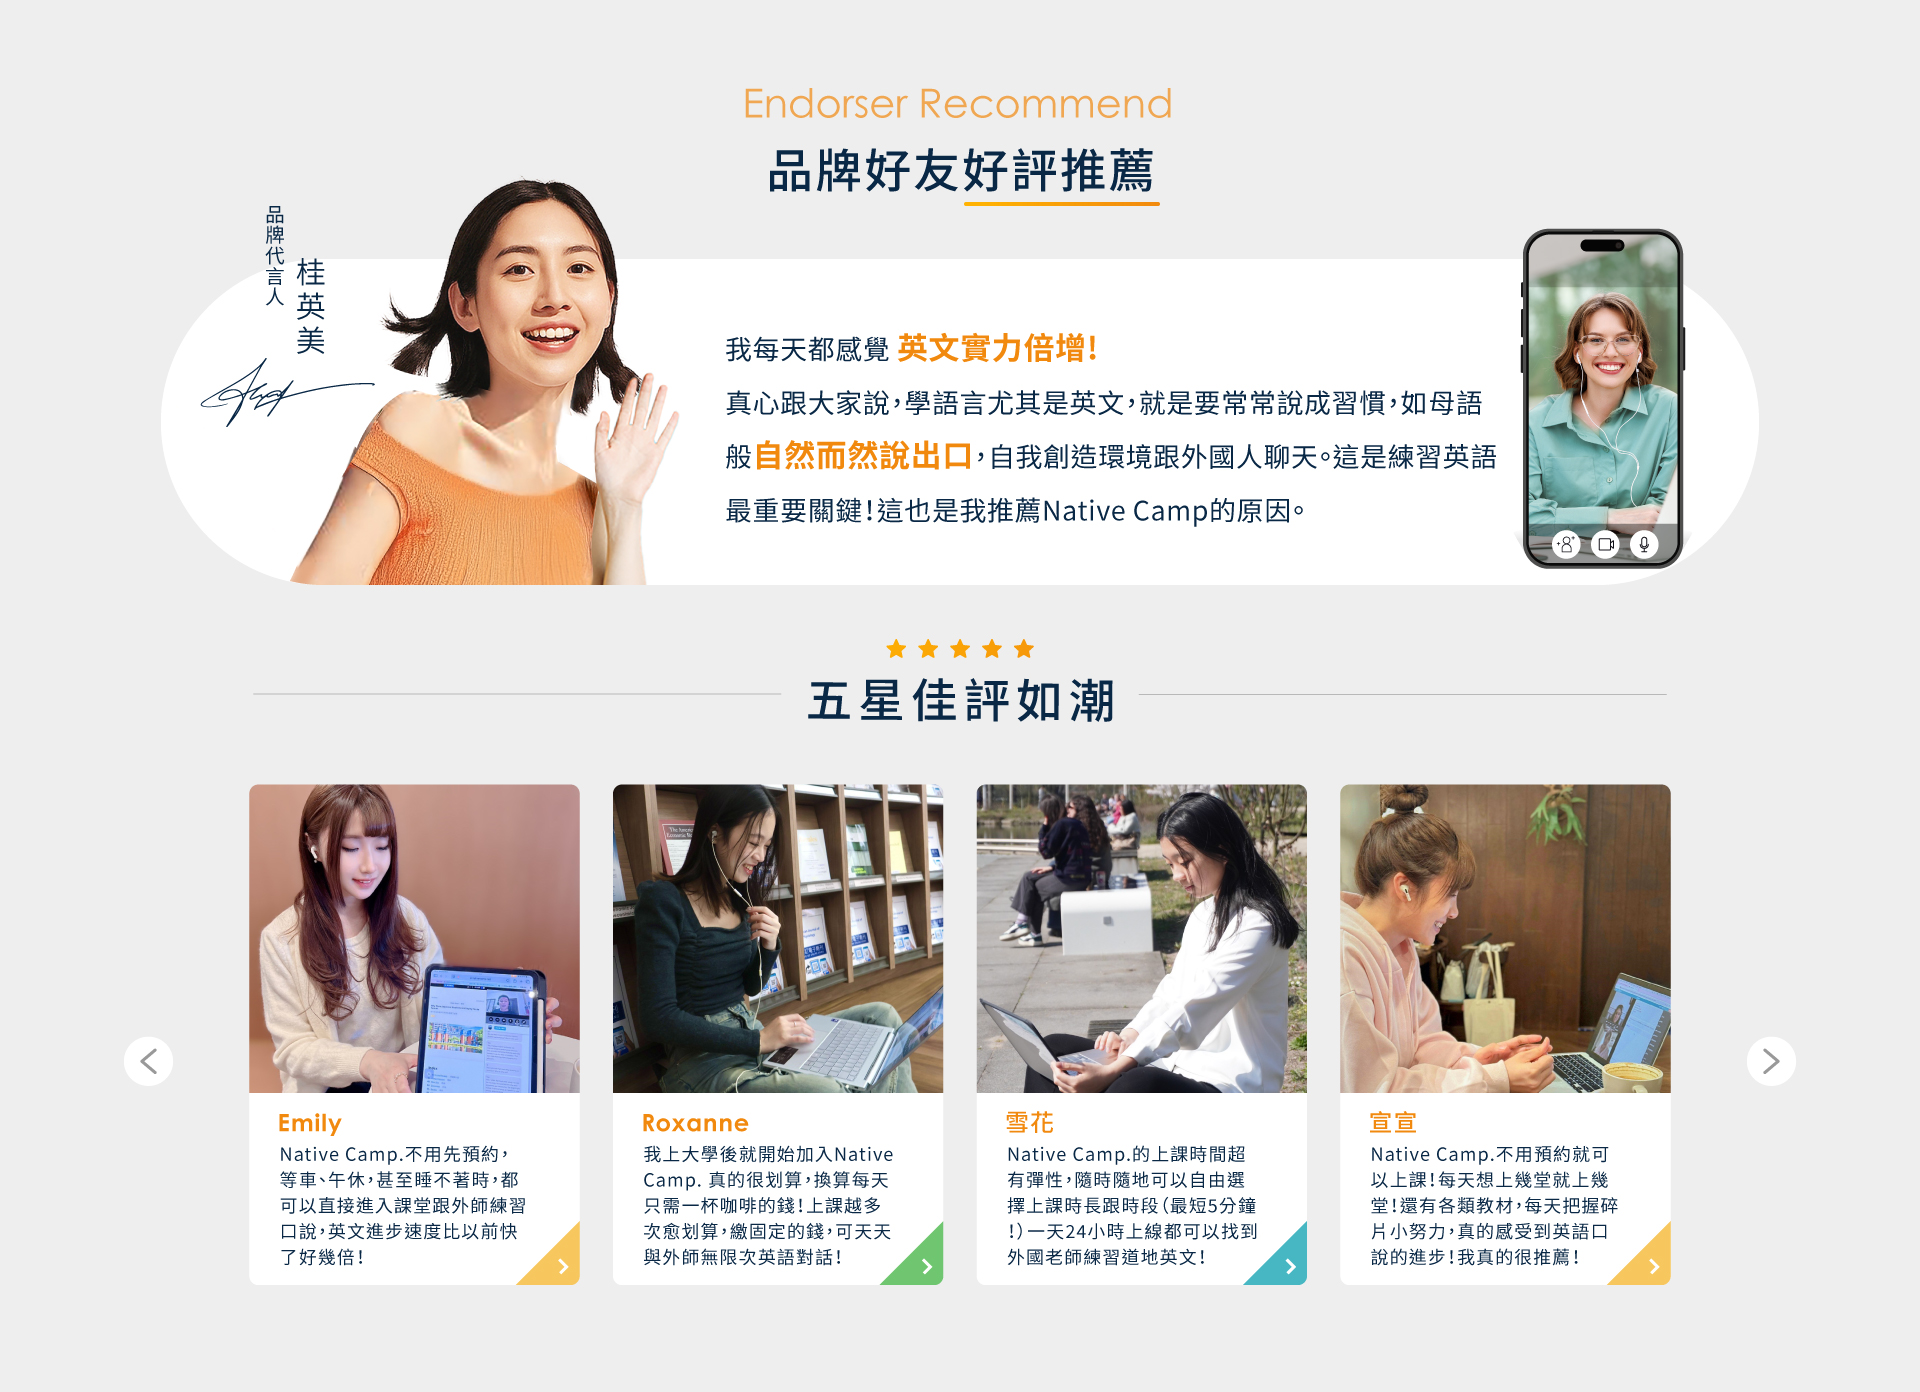 Endorser Recommend
品牌好友好評推薦
品牌代言人
桂英美
我每天都感覺 英文實力倍增!
真心跟大家說,學語言尤其是英文,就是要常常說成習慣,如母語
般自然而然說出口,自我創造環境跟外國人聊天。這是練習英語
最重要關鍵!這也是我推薦Native Camp的原因。
五星佳評如潮
Emily
Native Camp.不用先預約,
等車、午休,甚至睡不著時,都
可以直接進入課堂跟外師練習
口說,英文進步速度比以前快
了好幾倍!
Roxanne
我上大學後就開始加入Native
Camp. 真的很划算,換算每天
只需一杯咖啡的錢!上課越多
次愈划算,繳固定的錢,可天天
與外師無限次英語對話!
雪花
Native Camp.的上課時間超
有彈性,隨時隨地可以自由選
擇上課時長跟時段(最短5分鐘
!)一天24小時上線都可以找到
外國老師練習道地英文!
宣宣
Native Camp.不用預約就可
以上課!每天想上幾堂就上幾
堂!還有各類教材,每天把握碎
片小努力,真的感受到英語口
說的進步!我真的很推薦!